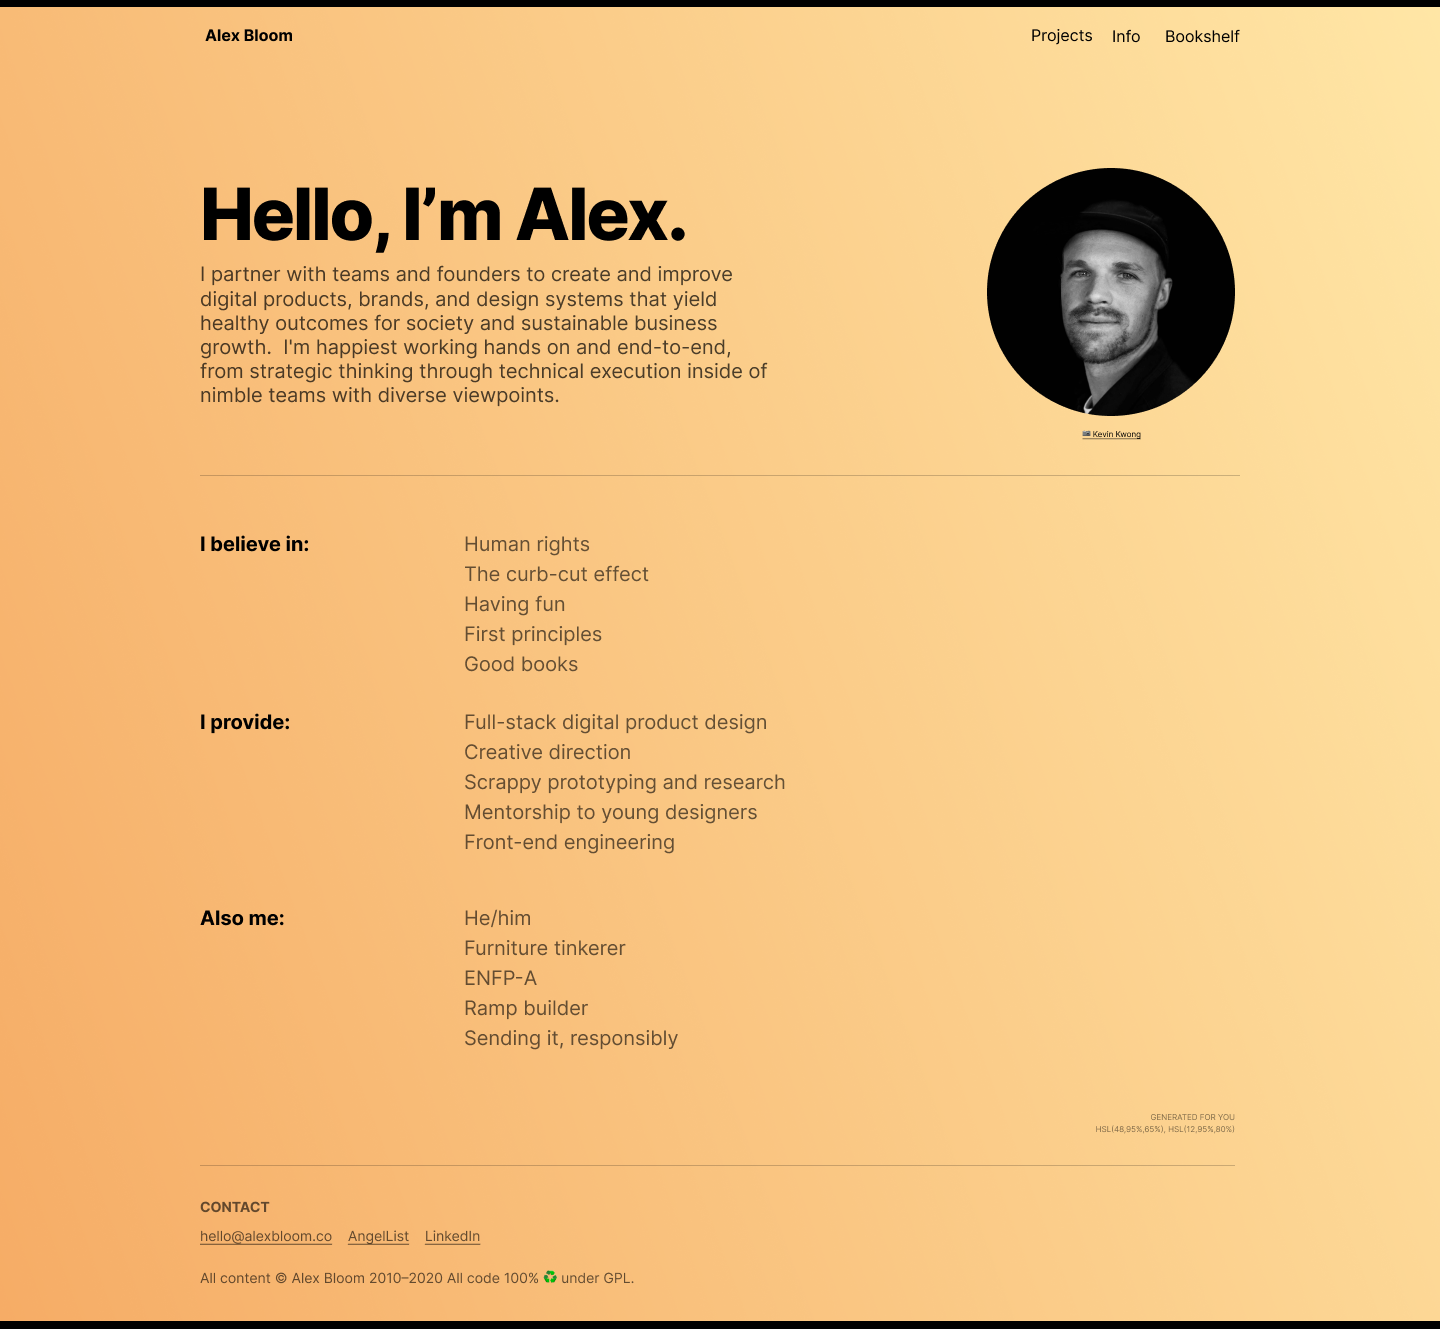 Alex Bloom
Projects Info Bookshelf
Hello, I’m Alex.
I partner with teams and founders to create and improve
digital products, brands, and design systems that yield
healthy outcomes for society and sustainable business
growth.  I'm happiest working hands on and end-to-end,
from strategic thinking through technical execution inside of
nimble teams with diverse viewpoints.
📷 Kevin Kwong
I believe in:
Human rights
The curb-cut effect
Having fun
First principles
Good books
I provide:
Full-stack digital product design
Creative direction
Scrappy prototyping and research
Mentorship to young designers
Front-end engineering
Also me:
He/him
Furniture tinkerer
ENFP-A
Ramp builder
Sending it, responsibly
GENERATED FOR YOU
HSL(48,95%,65%), HSL(12,95%,80%)
CONTACT
hello@alexbloom.co AngelList LinkedIn
All content © Alex Bloom 2010–2020 All code 100% ♻ under GPL.